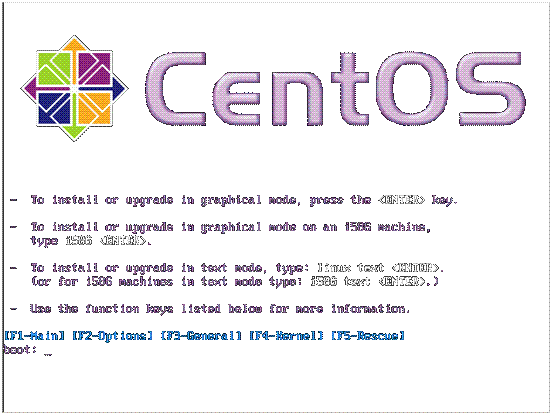 CentOS
- To install or upgrade in graphical mode, press the <ENTER> key.
- To install or upgrade in graphical mode on an i586 machine,
type i586 <ENTER>.
- To install or upgrade in text mode, type: linux text <ENTER>.
(or for i586 machines in text mode type: i586 text <ENTER>.)
- Use the function keys listed below for more information.
[F1-Main] [F2-Options] [F3-General] [F4-Kernel] [F5-Rescue]
boot: _